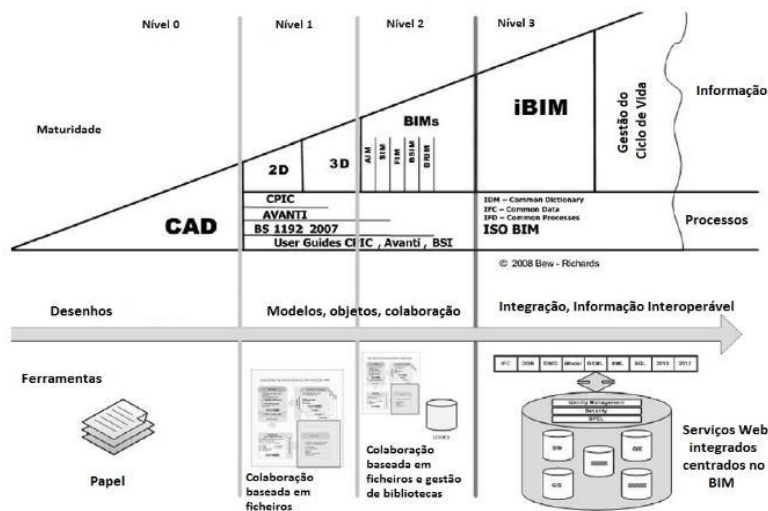 Nível 0
Nível 1
Nível 2
Nível 3
Maturidade
CAD
2D
3D
BIMs
AIM
SIM
FIM
BSIM
BRIM
iBIM
Gestão do
Ciclo de Vida
Informação
CPIC
AVANTI
BS 1192 2007
User Guides CPIC , Avanti , BSI
IDM – Common Dictionary
IFC – Common Data
IFD – Common Processes
ISO BIM
Processos
© 2008 Bew - Richards
Desenhos
Modelos, objetos, colaboração
Integração, Informação Interoperável
Ferramentas
Papel
Colaboração
baseada em
ficheiros
Colaboração
baseada em
ficheiros e gestão
de bibliotecas
IFC
Identity Management
Security
BPEL
BIM
Serviços Web
integrados
centrados no
BIM